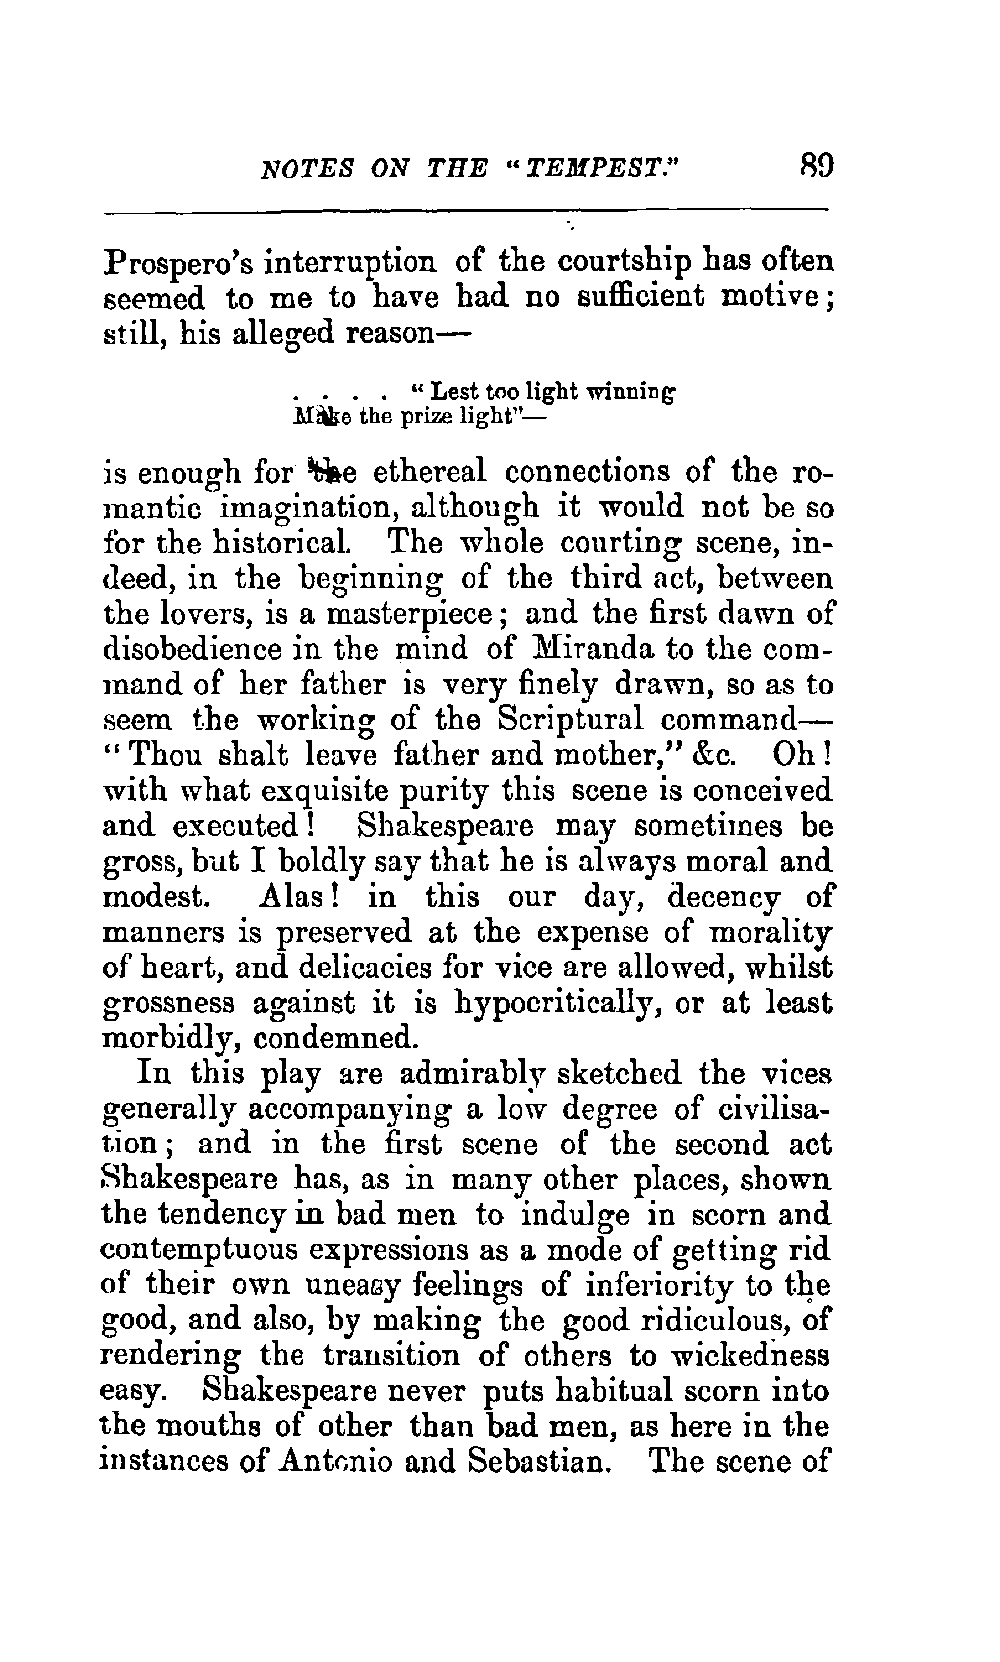 NOTES ON THE "TEMPEST." 89
Prospero's interruption of the courtship has often
seemed to me to have had no sufficient motive;
still, his alleged reason—
. . . . "Lest too light winning
Make the prize light"—
is enough for the ethereal connections of the ro-
mantic imagination, although it would not be so
for the historical. The whole courting scene, in-
deed, in the beginning of the third act, between
the lovers, is a masterpiece; and the first dawn of
disobedience in the mind of Miranda to the com-
mand of her father is very finely drawn, so as to
seem the working of the Scriptural command—
"Thou shalt leave father and mother," &c. Oh!
with what exquisite purity this scene is conceived
and executed! Shakespeare may sometimes be
gross, but I boldly say that he is always moral and
modest. Alas! in this our day, decency of
manners is preserved at the expense of morality
of heart, and delicacies for vice are allowed, whilst
grossness against it is hypocritically, or at least
morbidly, condemned.
In this play are admirably sketched the vices
generally accompanying a low degree of civilisa-
tion; and in the first scene of the second act
Shakespeare has, as in many other places, shown
the tendency in bad men to indulge in scorn and
contemptuous expressions as a mode of getting rid
of their own uneasy feelings of inferiority to the
good, and also, by making the good ridiculous, of
rendering the transition of others to wickedness
easy. Shakespeare never puts habitual scorn into
the mouths of other than bad men, as here in the
instances of Antonio and Sebastian. The scene of